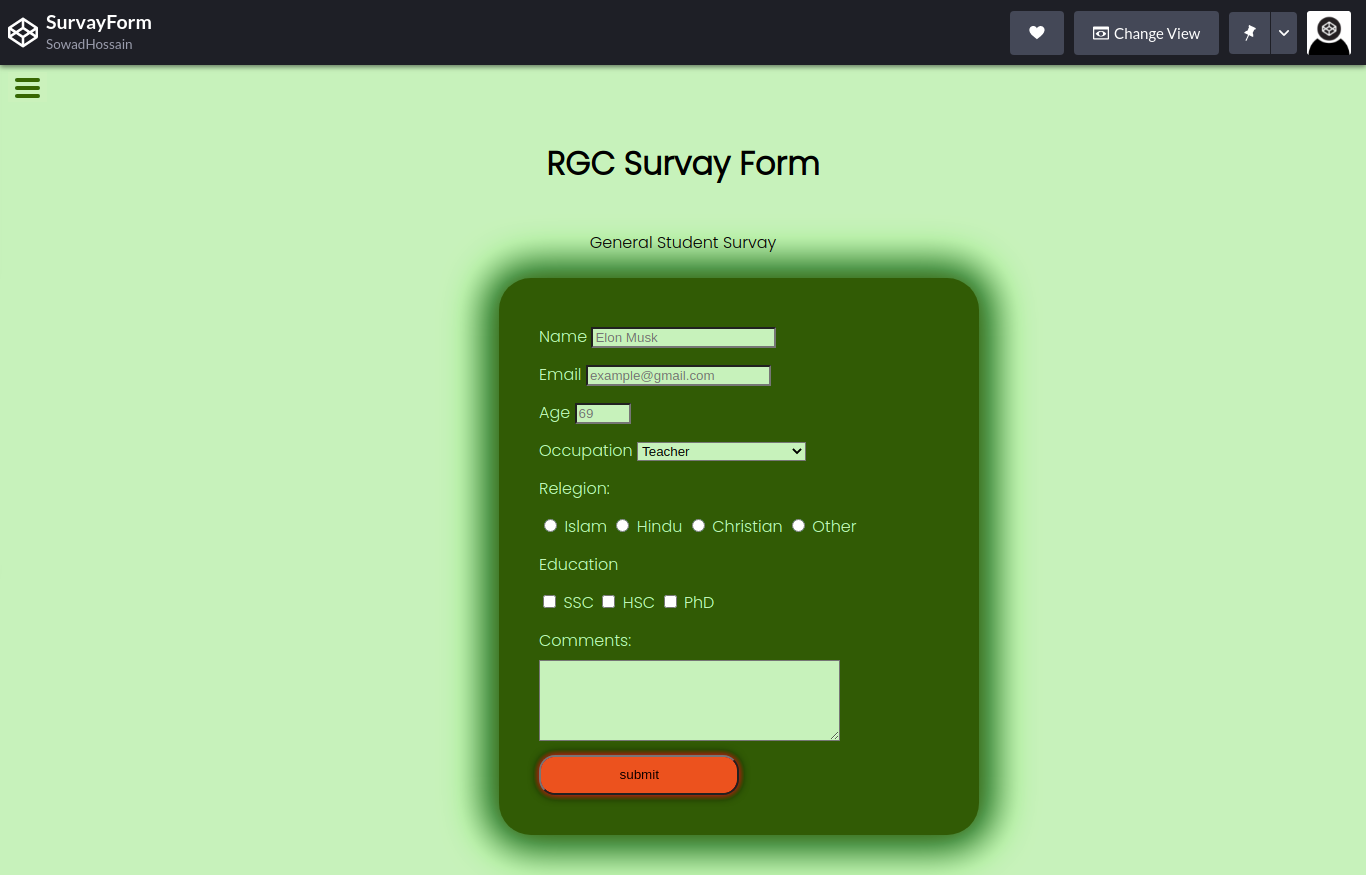 SurvayForm
SowadHossain
Change View
RGC Survay Form
General Student Survay
Name Elon Musk
Email example@gmail.com
Age 69
Occupation Teacher
Relegion:
Islam Hindu Christian Other
Education
SSC HSC PhD
Comments:
submit